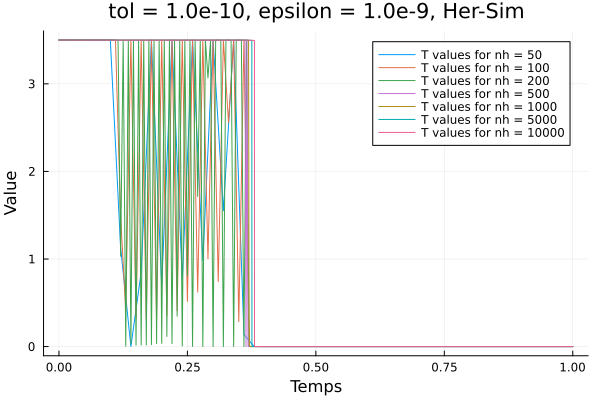 tol = 1.0e-10, epsilon = 1.0e-9, Her-Sim
T values for nh = 50
T values for nh = 100
T values for nh = 200
T values for nh = 500
T values for nh = 1000
T values for nh = 5000
T values for nh = 10000
Value
3
2
1
0
0.00 0.25 0.50 0.75 1.00
Temps